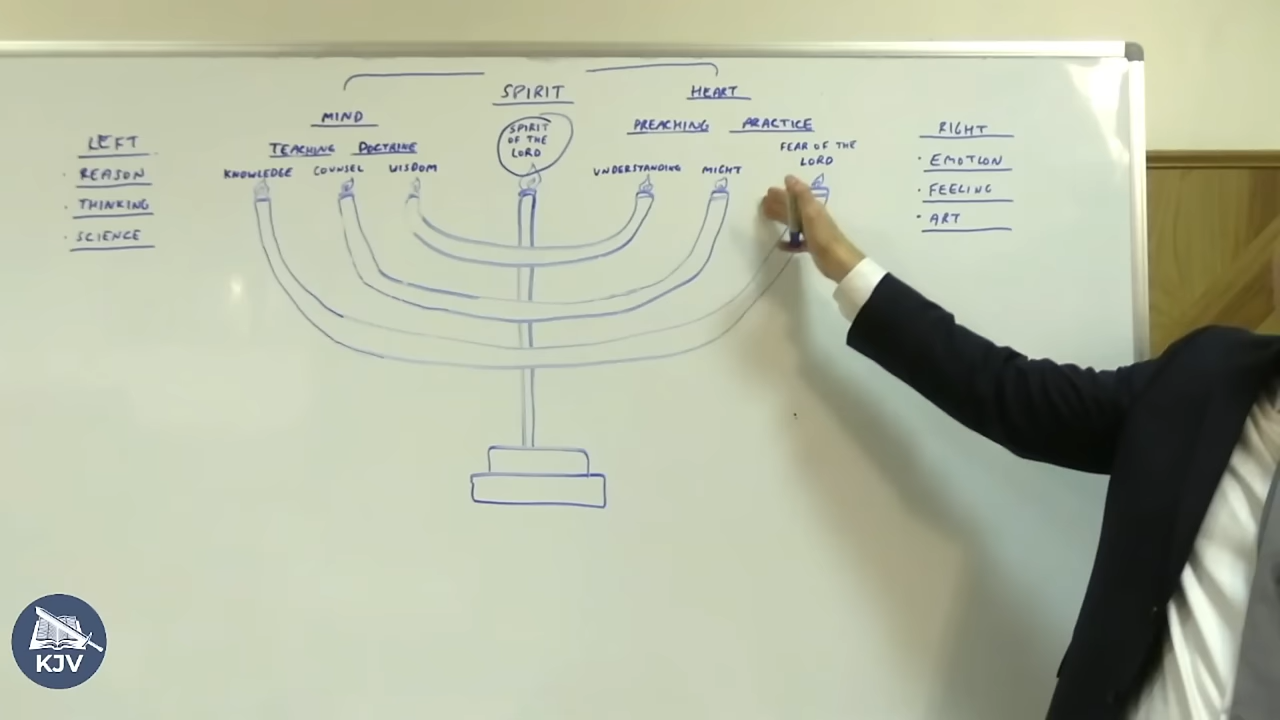 SPIRIT
HEART
MIND
PREACHING PRACTICE
TEACHING DOCTRINE
SPIRIT
OF THE
LORD
KNOWLEDGE COUNSEL WISDOM
UNDERSTANDING MIGHT
FEAR OF THE
LORD
LEFT
· REASON
· THINKING
· SCIENCE
RIGHT
· EMOTION
· FEELING
· ART
KJV